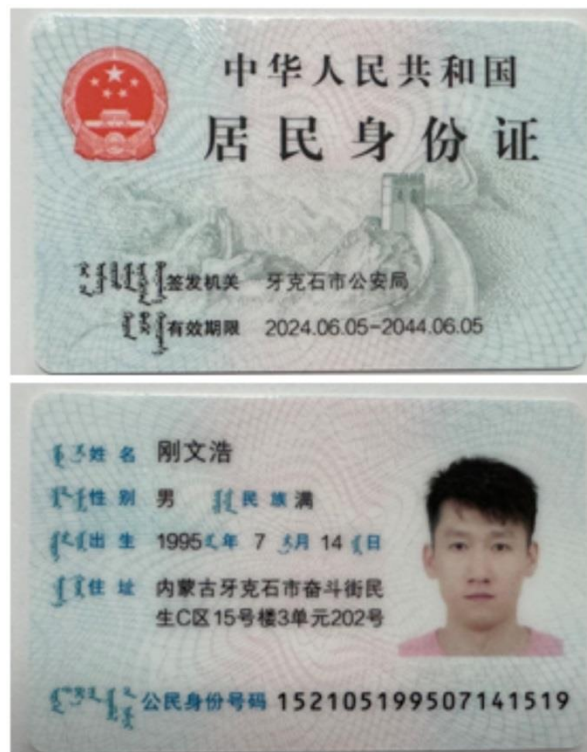 中华人民共和国
居民身份证
签发机关 牙克石市公安局
有效期限 2024.06.05-2044.06.05
姓名 刚文浩
性别 男 民族 满
出生 1995 年 7 月 14 日
住址 内蒙古牙克石市奋斗街民
生C区15号楼3单元202号
公民身份号码 152105199507141519